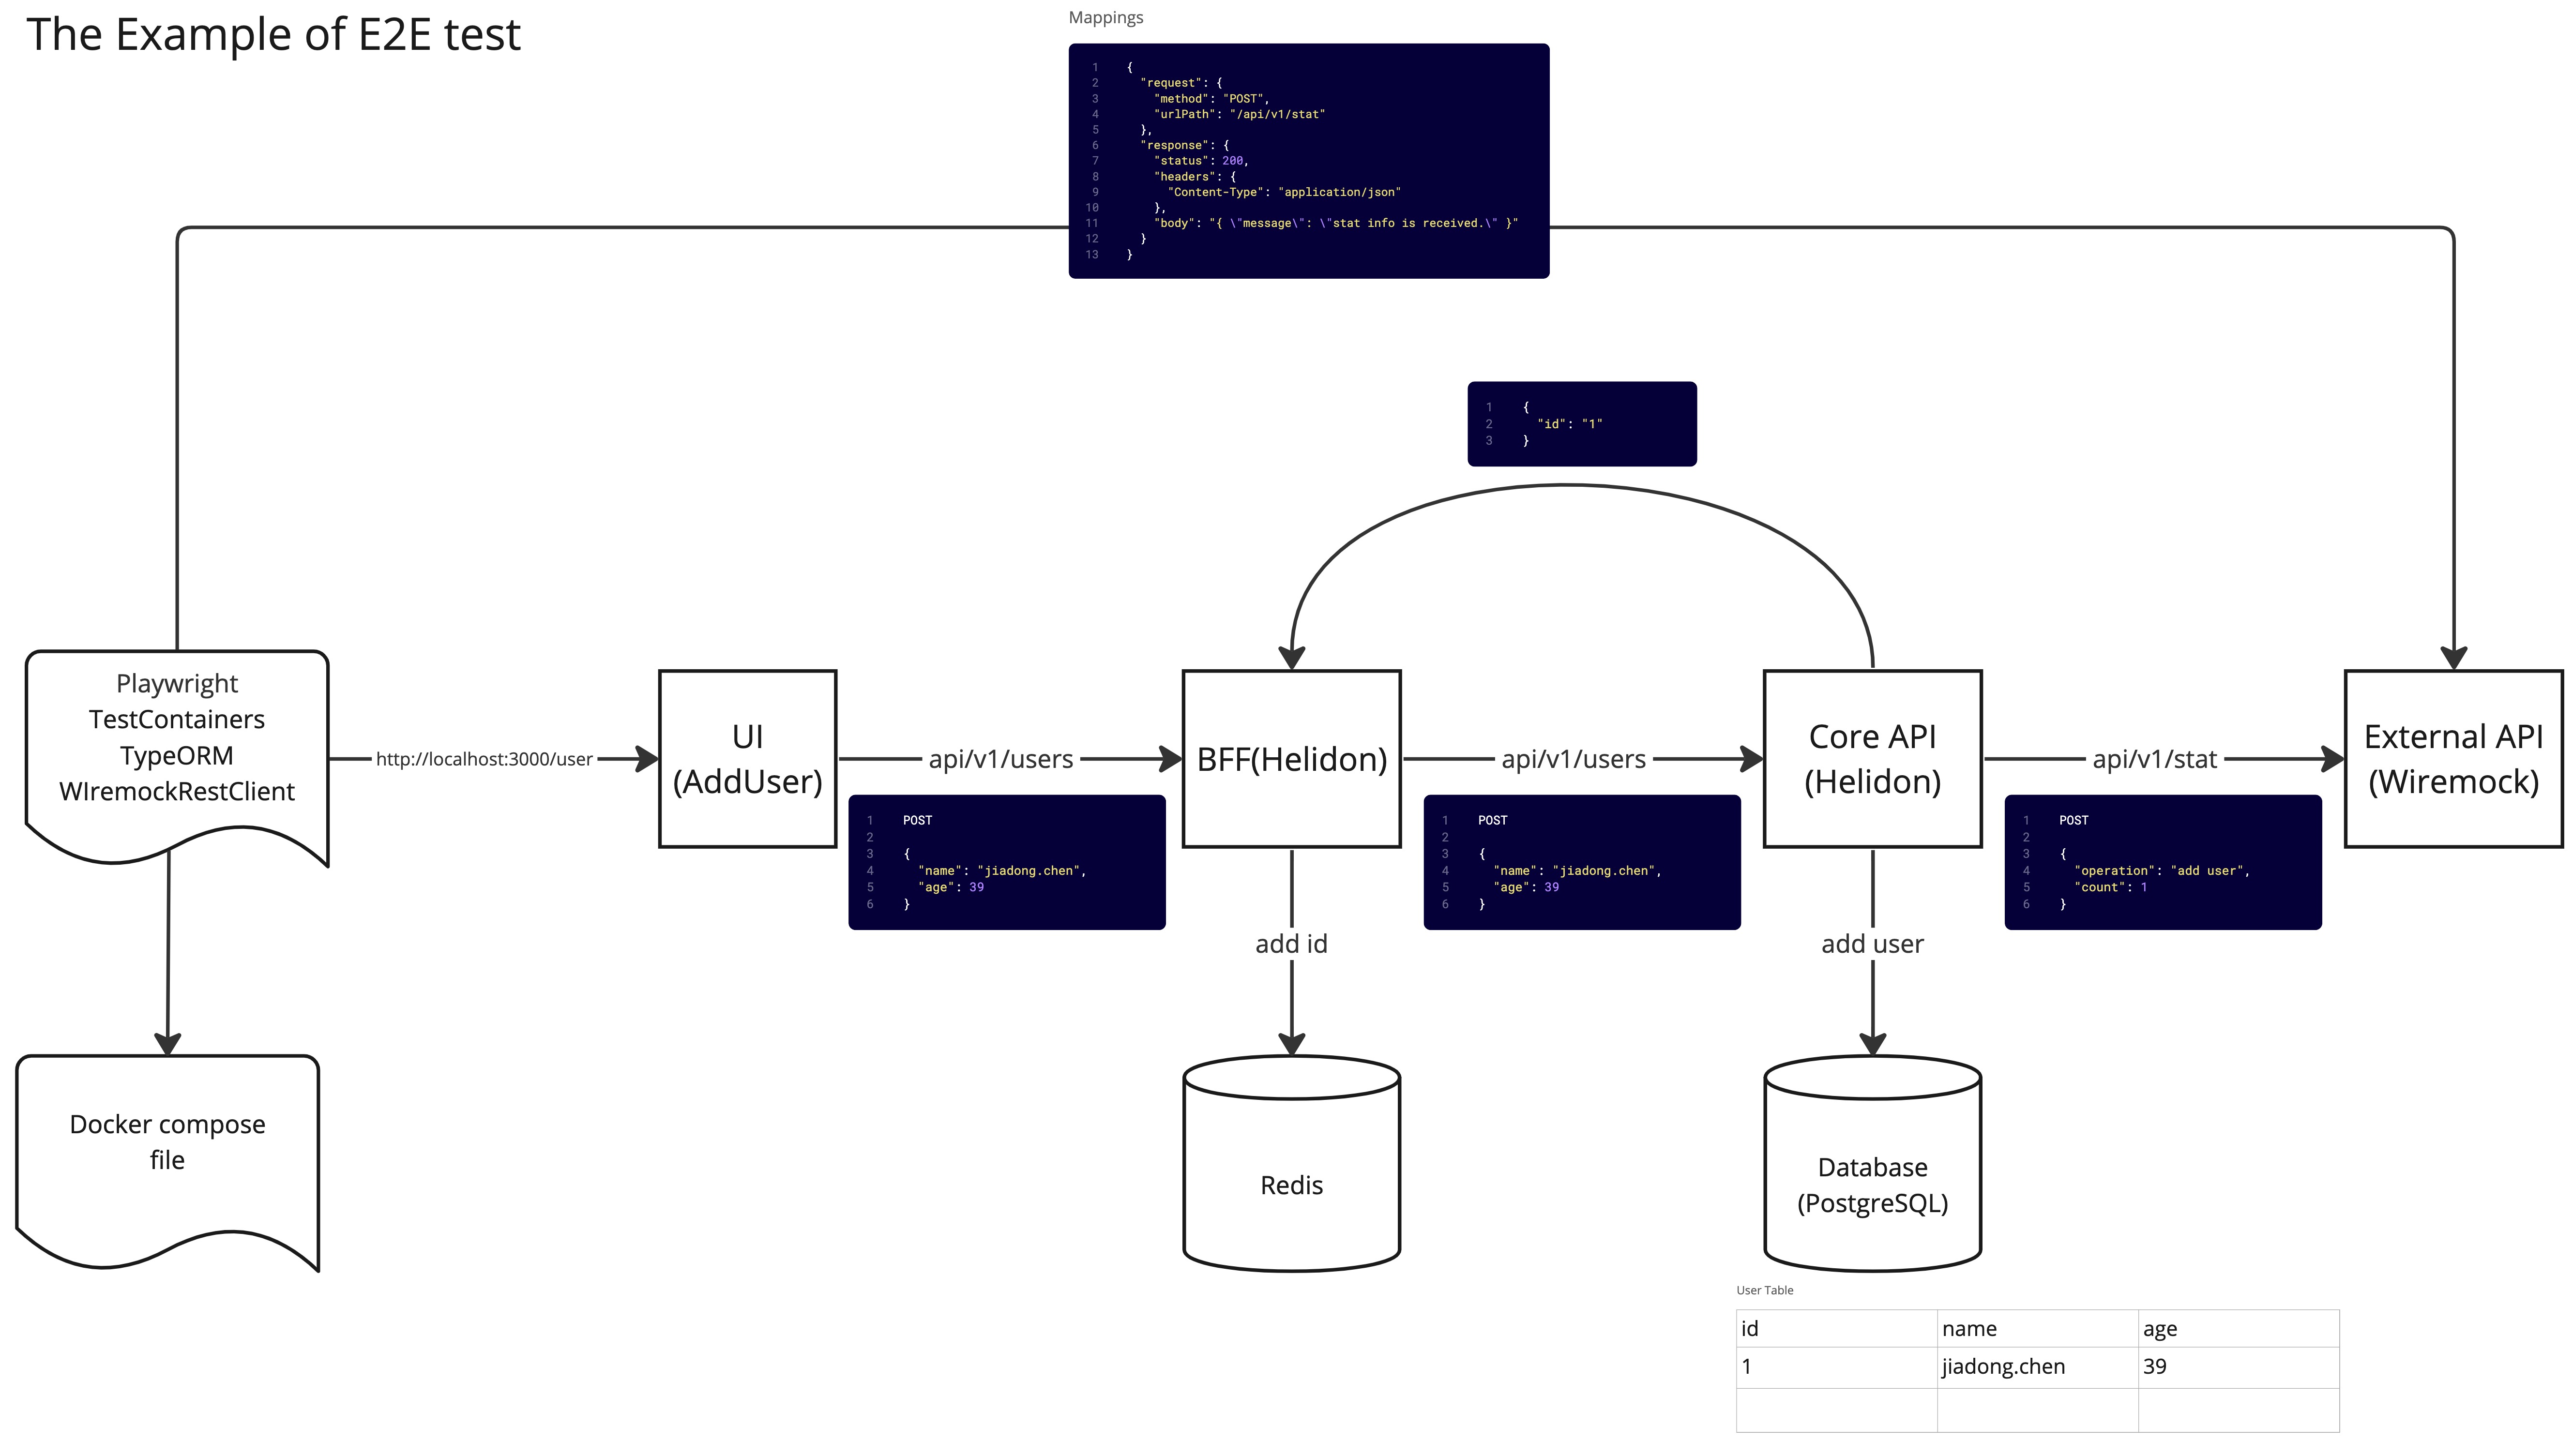 The Example of E2E test
Mappings
1 {
2 "request": {
3 "method": "POST",
4 "urlPath": "/api/v1/stat"
5 },
6 "response": {
7 "status": 200,
8 "headers": {
9 "Content-Type": "application/json"
10 },
11 "body": "{ \"message\": \"stat info is received.\" }"
12 }
13 }
1 {
2 "id": "1"
3 }
Playwright
TestContainers
TypeORM
WIremockRestClient
http://localhost:3000/user
UI
(AddUser)
api/v1/users
1 POST
2
3 {
4 "name": "jiadong.chen",
5 "age": 39
6 }
BFF(Helidon)
api/v1/users
1 POST
2
3 {
4 "name": "jiadong.chen",
5 "age": 39
6 }
Core API
(Helidon)
api/v1/stat
1 POST
2
3 {
4 "operation": "add user",
5 "count": 1
6 }
External API
(Wiremock)
add id
add user
Docker compose
file
Redis
Database
(PostgreSQL)
User Table
id name age
1 jiadong.chen 39